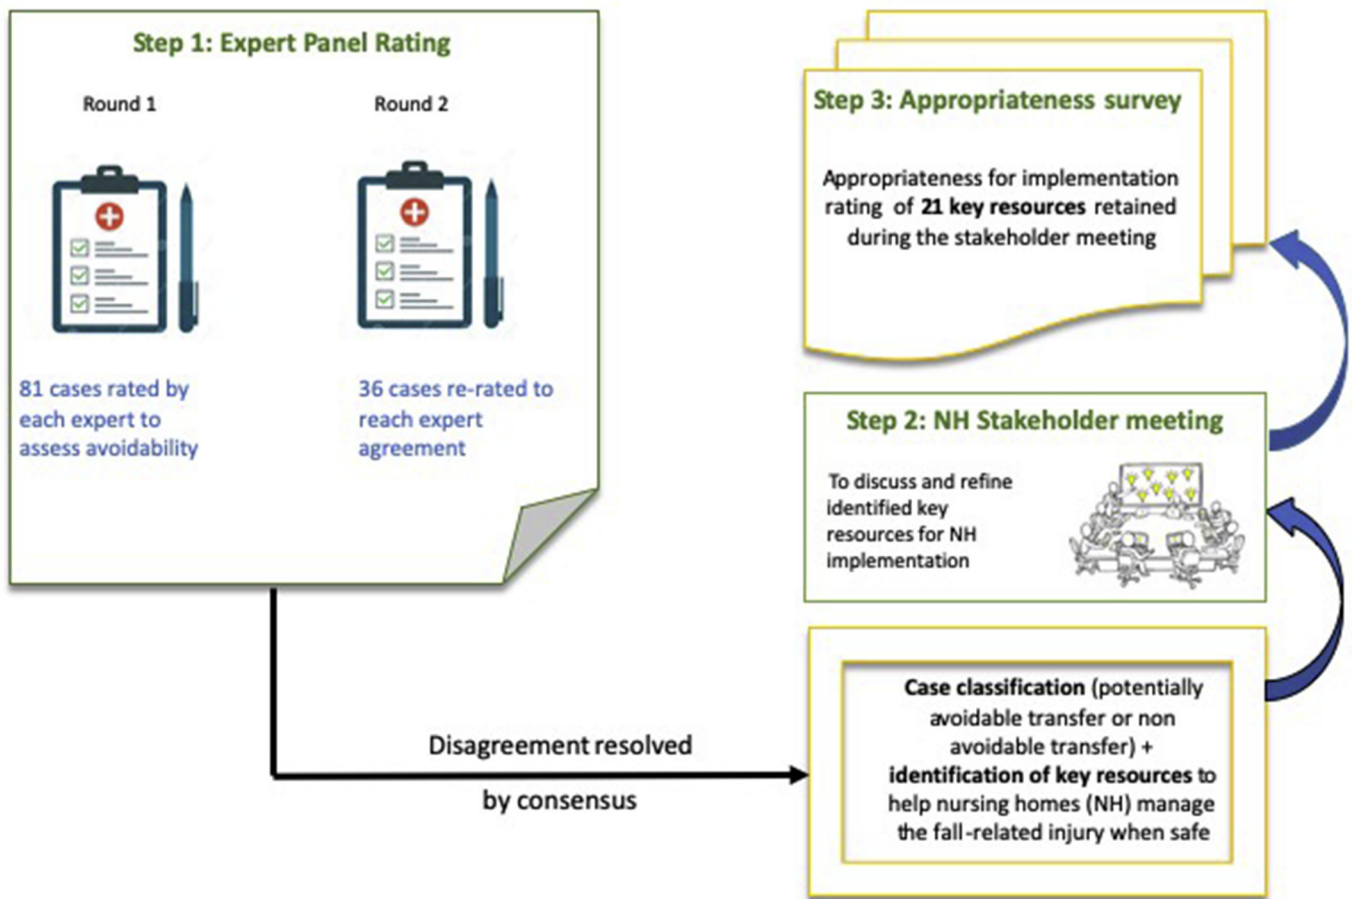 Step 1: Expert Panel Rating
Round 1
Round 2
81 cases rated by
each expert to
assess avoidability
36 cases re-rated to
reach expert
agreement
Disagreement resolved
by consensus
Case classification (potentially
avoidable transfer or non
avoidable transfer) +
identification of key resources to
help nursing homes (NH) manage
the fall-related injury when safe
Step 2: NH Stakeholder meeting
To discuss and refine
identified key
resources for NH
implementation
Step 3: Appropriateness survey
Appropriateness for implementation
rating of 21 key resources retained
during the stakeholder meeting